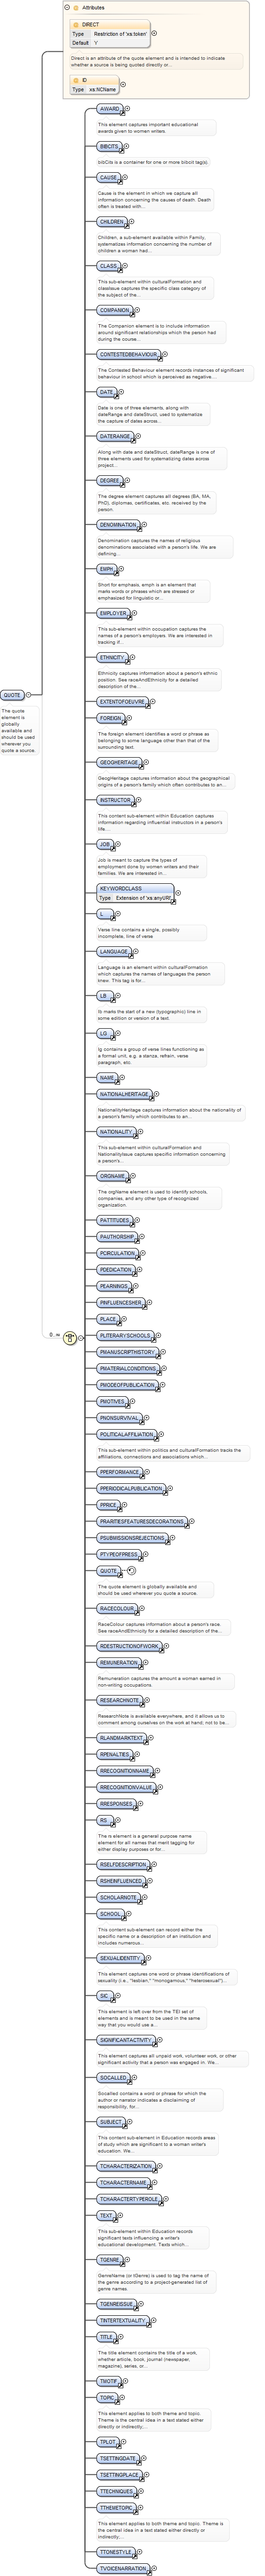 Attributes
DIRECT
Type Restriction of 'xs:token'
Default 'Y'
Direct is an attribute of the quote element and is intended to indicate
whether a source is being quoted directly or...
ID
Type xs:NCName
AWARD
This element captures important educational
awards given to women writers.
BIBCITS
bibCits is a container for one or more bibcit tag(s).
CAUSE
Cause is the element in which we capture all
information concerning the causes of death. Death
often is treated with...
CHILDREN
Children, a sub-element available within Family,
systematizes information concerning the number of
children a woman had...
CLASS
This sub-element within culturalFormation and
classIssue captures the specific class category of
the subject of the...
COMPANION
The Companion element is to include information
around significant relationships which the person had
during the course...
CONTESTEDBEHAVIOUR
The Contested Behaviour element records instances of significant
behaviour in school which is perceived as negative....
DATE
Date is one of three elements, along with
dateRange and dateStruct, used to systematize
the capture of dates across...
DATERANGE
Along with date and dateStruct, dateRange is one of
three elements used for systematizing dates across
project...
DEGREE
The degree element captures all degrees (BA, MA,
PhD), diplomas, certificates, etc. received by the
person.
DENOMINATION
Denomination captures the names of religious
denominations associated with a person's life. We are
defining...
EMPH
Short for emphasis, emph is an element that
marks words or phrases which are stressed or
emphasised for linguistic or...
EMPLOYER
This sub-element within occupation captures the
names of a person's employers. We are interested in
tracking if...
ETHNICITY
Ethnicity captures information about a person's ethnic
position. See raceAndEthnicity for a detailed
description of the...
EXTENTOFOEUVRE
FOREIGN
The foreign element identifies a word or phrase as
belonging to some language other than that of the
surrounding text.
GEOGHERITAGE
GeogHeritage captures information about the geographical
origins of a person's family which often contributes to an...
INSTRUCTOR
This content sub-element within Education captures
information regarding influential instructors in a person's
life....
JOB
Job is meant to capture the types of
employment done by women writers and their
families. We are interested in...
KEYWORDCLASS
Type Extension of 'xs:anyURI'
L
Verse line contains a single, possibly
incomplete, line of verse
LANGUAGE
Language is an element within culturalFormation
which captures the names of languages the person
knew. This tag is for...
LB
lb marks the start of a new (typographic) line in
some edition or version of a text.
LG
lg contains a group of verse lines functioning as
a formal unit, e.g. a stanza, refrain, verse
paragraph, etc.
NAME
NATIONALHERITAGE
NationalityHeritage captures information about the nationality of
a person's family which contributes to an...
NATIONALITY
This sub-element within culturalFormation and
NationalityIssue captures specific information concerning
a person's...
ORGNAME
The orgName element is used to identify schools,
companies, and any other type of recognized
organization.
PATTITUDES
PAUTHORSHIP
PCIRCULATION
PDEDICATION
PEARNINGS
PINFLUENCESHER
PLACE
QUOTE
The quote
element is
globally
available and
should be used
wherever you
quote a source.
0..∞
PLITERARYSCHOOLS
PMANUSCRIPTHISTORY
PMATERIALCONDITIONS
PMODEOFPUBLICATION
PMOTIVES
PNONSURVIVAL
POLITICALAFFILIATION
This sub-element within politics and culturalFormation tracks the
affiliations, connections and associations which...
PPERFORMANCE
PPERIODICALPUBLICATION
PPRICE
PRARITIESFEATURESDECORATIONS
PSUBMISSIONSREJECTIONS
PTYPEOFPRESS
QUOTE
The quote element is globally available and
should be used wherever you quote a source.
RACECOLOUR
RaceColour captures information about a person's race.
See raceAndEthnicity for a detailed description of the...
RDESTRUCTIONOFWORK
REMUNERATION
Remuneration captures the amount a woman earned in
non-writing occupations.
RESEARCHNOTE
ResearchNote is available everywhere, and it allows us to
comment among ourselves on the work at hand; not to be...
RLANDMARKTEXT
RPENALTIES
RRECOGNITIONNAME
RRECOGNITIONVALUE
RRESPONSES
RS
The rs element is a general purpose name
element for all names that merit tagging for
either display purposes or for...
RSELFDESCRIPTION
RSHEINFLUENCED
SCHOLARNOTE
SCHOOL
This content sub-element can record either the
specific name or a description of an institution and
includes numerous...
SEXUALIDENTITY
This element captures one word or phrase identifications of
sexuality (i.e., "lesbian," "monogamous," "heterosexual")...
SIC
This element is left over from the TEI set of
elements and is meant to be used in the same
way that you would use a...
SIGNIFICANTACTIVITY
This element captures all unpaid work, volunteer work, or other
significant activity that a person was engaged in. We...
SOCALLED
Socalled contains a word or phrase for which the
author or narrator indicates a disclaiming of
responsibility, for...
SUBJECT
This content sub-element in Education records areas
of study which are significant to a woman writer's
education. We...
TCHARACTERIZATION
TCHARACTERNAME
TCHARACTERTYPEROLE
TEXT
This sub-element within Education records
significant texts influencing a writer's
educational development. Texts which...
TGENRE
GenreName (or tGenre) is used to tag the name of
the genre according to a project-generated list of
genre names.
TGENREISSUE
TINTERTEXTUALITY
TITLE
The title element contains the title of a work,
whether article, book, journal (newspaper,
magazine), series, or...
TMOTIF
TOPIC
This element applies to both theme and topic.
Theme is the central idea in a text stated either
directly or indirectly,...
TPLOT
TSETTINGDATE
TSETTINGPLACE
TTECHNIQUES
TTHEMETOPIC
This element applies to both theme and topic. Theme is
the central idea in a text stated either directly or
indirectly,...
TTONESTYLE
TVOICENARRATION